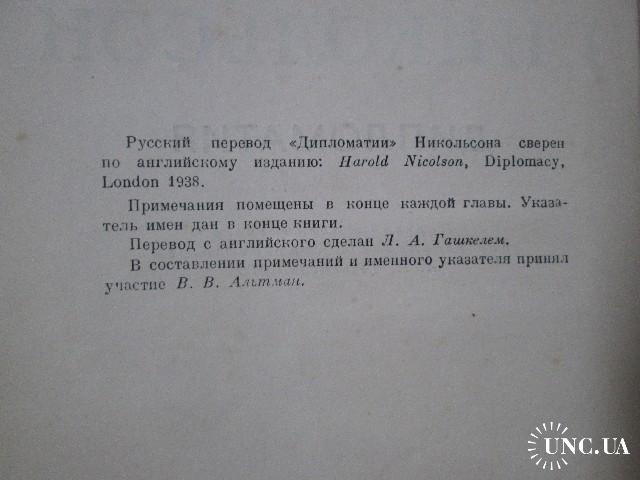 Русский перевод «Дипломатии» Никольсона сверен
по английскому изданию: Harold Nicolson, Diplomacy,
London 1938.
Примечания помещены в конце каждой главы. Указа-
тель имен дан в конце книги.
Перевод с английского сделан Л. А. Гашкелем.
В составлении примечаний и именного указателя принял
участие В. В. Альтман.
UNC.UA